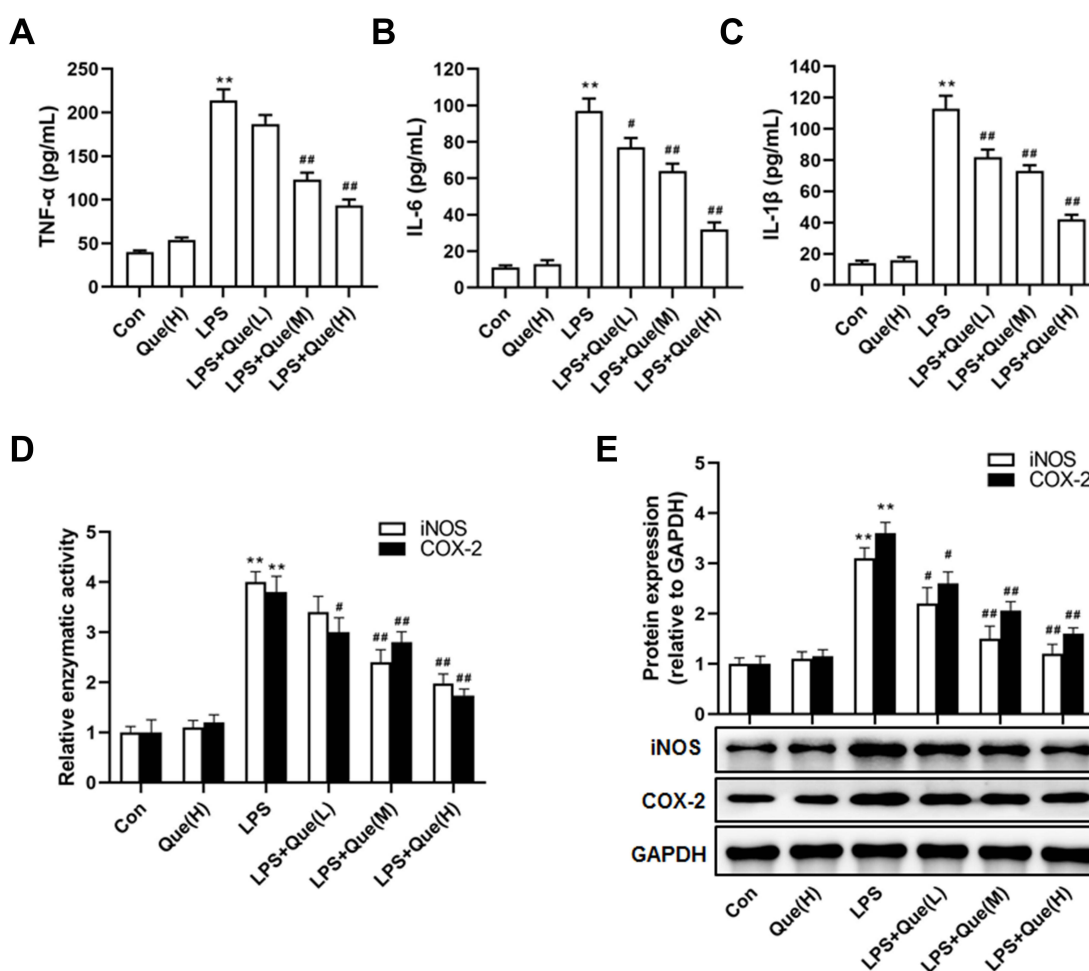 A
TNF-α (pg/mL)
250
200
150
100
50
0
**
##
##
Con
Que(H)
LPS
LPS+Que(L)
LPS+Que(M)
LPS+Que(H)
B
IL-6 (pg/mL)
120
100
80
60
40
20
0
**
#
##
##
Con
Que(H)
LPS
LPS+Que(L)
LPS+Que(M)
LPS+Que(H)
C
IL-1β (pg/mL)
140
120
100
80
60
40
20
0
**
##
##
##
Con
Que(H)
LPS
LPS+Que(L)
LPS+Que(M)
LPS+Que(H)
D
Relative enzymatic activity
5
4
3
2
1
0
iNOS
COX-2
** **
#
## ##
## ##
Con
Que(H)
LPS
LPS+Que(L)
LPS+Que(M)
LPS+Que(H)
E
Protein expression
(relative to GAPDH)
5
4
3
2
1
0
iNOS
COX-2
** **
# #
## ##
## ##
iNOS
COX-2
GAPDH
Con
Que(H)
LPS
LPS+Que(L)
LPS+Que(M)
LPS+Que(H)